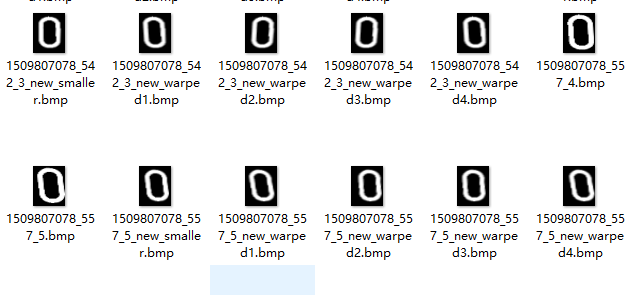 1509807078_54
2_3_new_smalle
r.bmp
1509807078_54
2_3_new_warpe
d1.bmp
1509807078_54
2_3_new_warpe
d2.bmp
1509807078_54
2_3_new_warpe
d3.bmp
1509807078_54
2_3_new_warpe
d4.bmp
1509807078_55
7_4.bmp
1509807078_55
7_5.bmp
1509807078_55
7_5_new_smalle
r.bmp
1509807078_55
7_5_new_warpe
d1.bmp
1509807078_55
7_5_new_warpe
d2.bmp
1509807078_55
7_5_new_warpe
d3.bmp
1509807078_55
7_5_new_warpe
d4.bmp